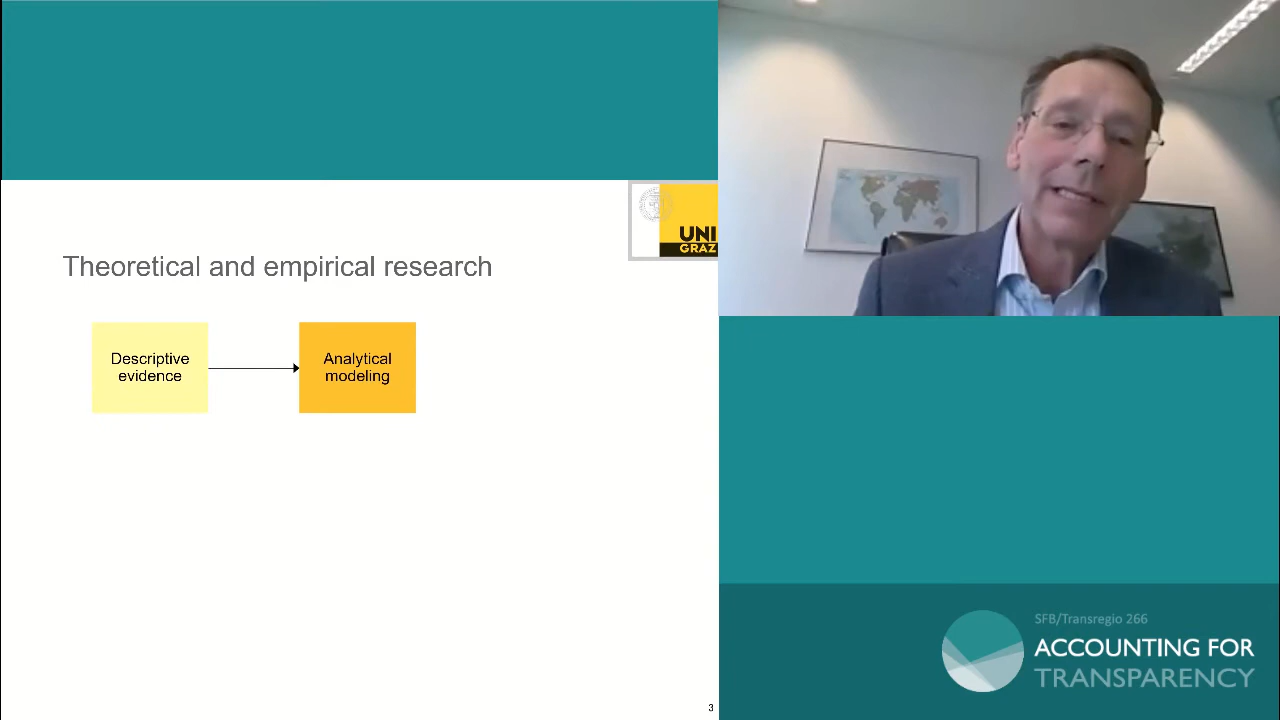 UNI
GRAZ
Theoretical and empirical research
Descriptive
evidence
Analytical
modeling
3
SFB/Transregio 266
ACCOUNTING FOR
TRANSPARENCY